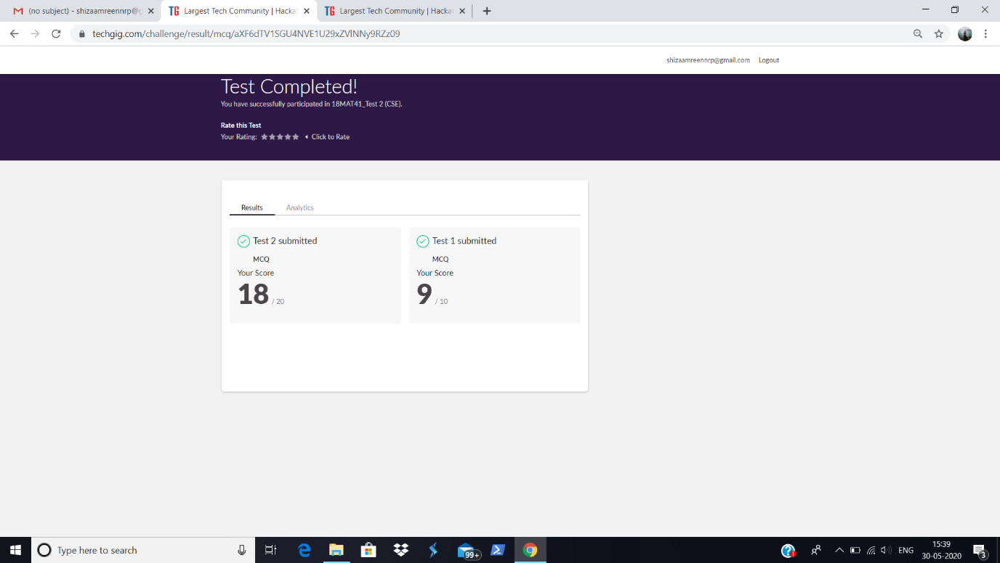 (no subject) - shizaamreennrp@g
TG Largest Tech Community | Hacka
TG Largest Tech Community | Hacka
techgig.com/challenge/result/mcq/aXF6dTV1SGU4NVE1U29xZVlNNy9RZz09
shizaamreennrp@gmail.com Logout
Test Completed!
You have successfully participated in 18MAT41_Test 2 (CSE).
Rate this Test
Your Rating: Click to Rate
Results Analytics
Test 2 submitted
MCQ
Your Score
18 / 20
Test 1 submitted
MCQ
Your Score
9 / 10
Type here to search
99+
ENG
15:39
30-05-2020
3